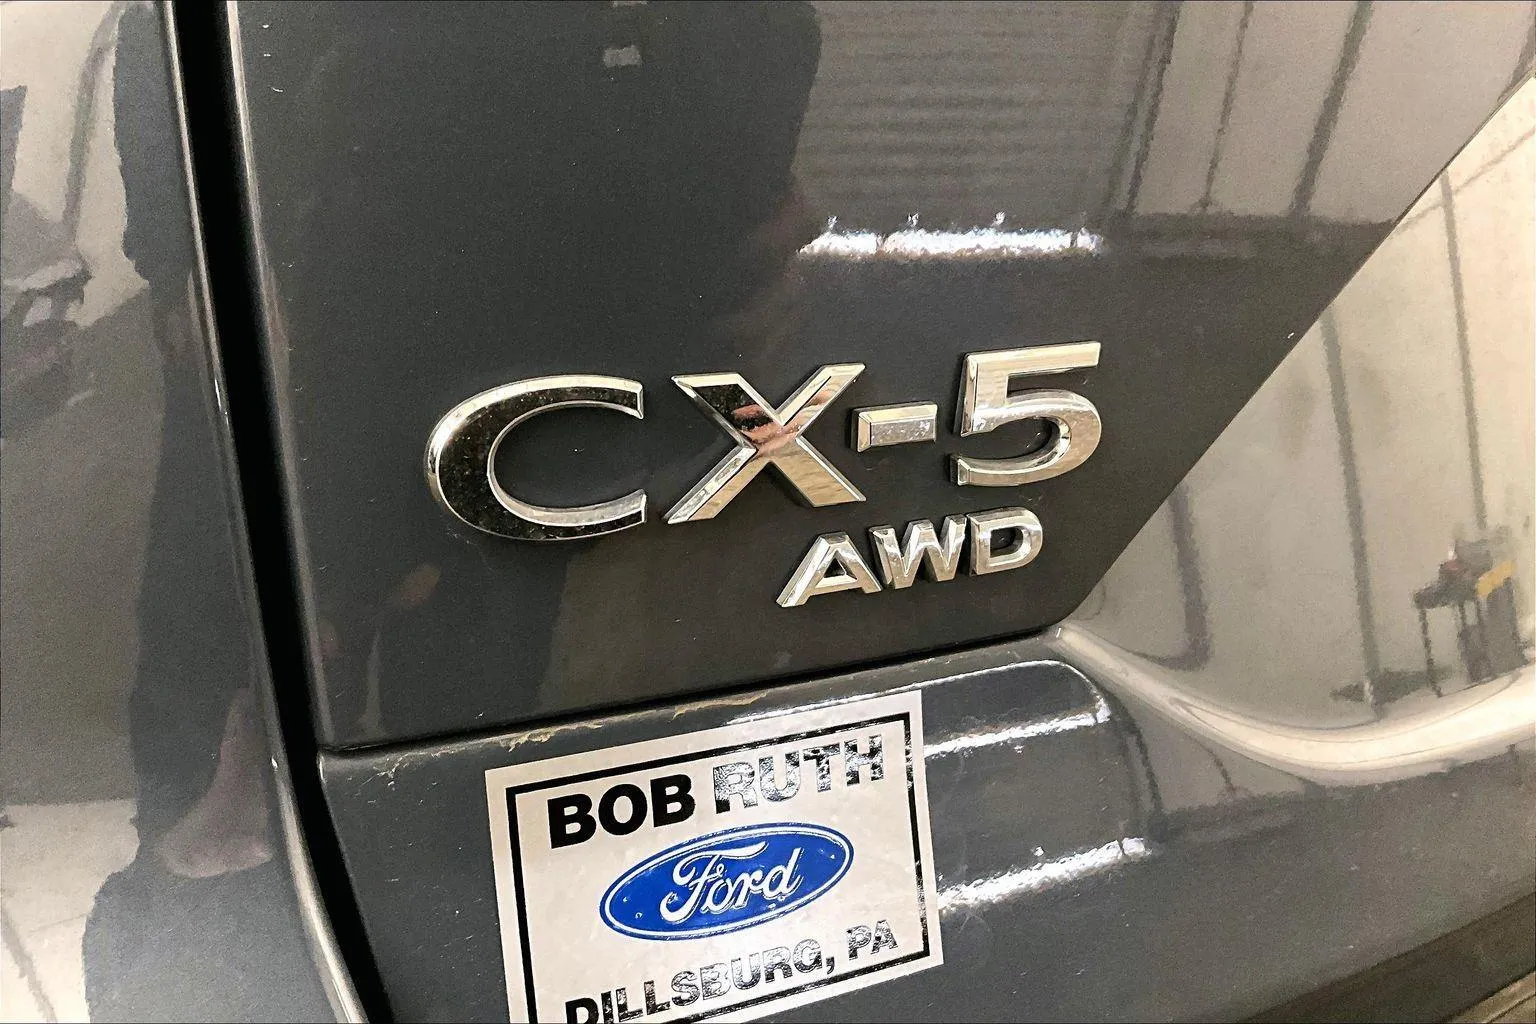 CX-5
AWD
BOB RUTH
Ford
DILLSBURG, PA